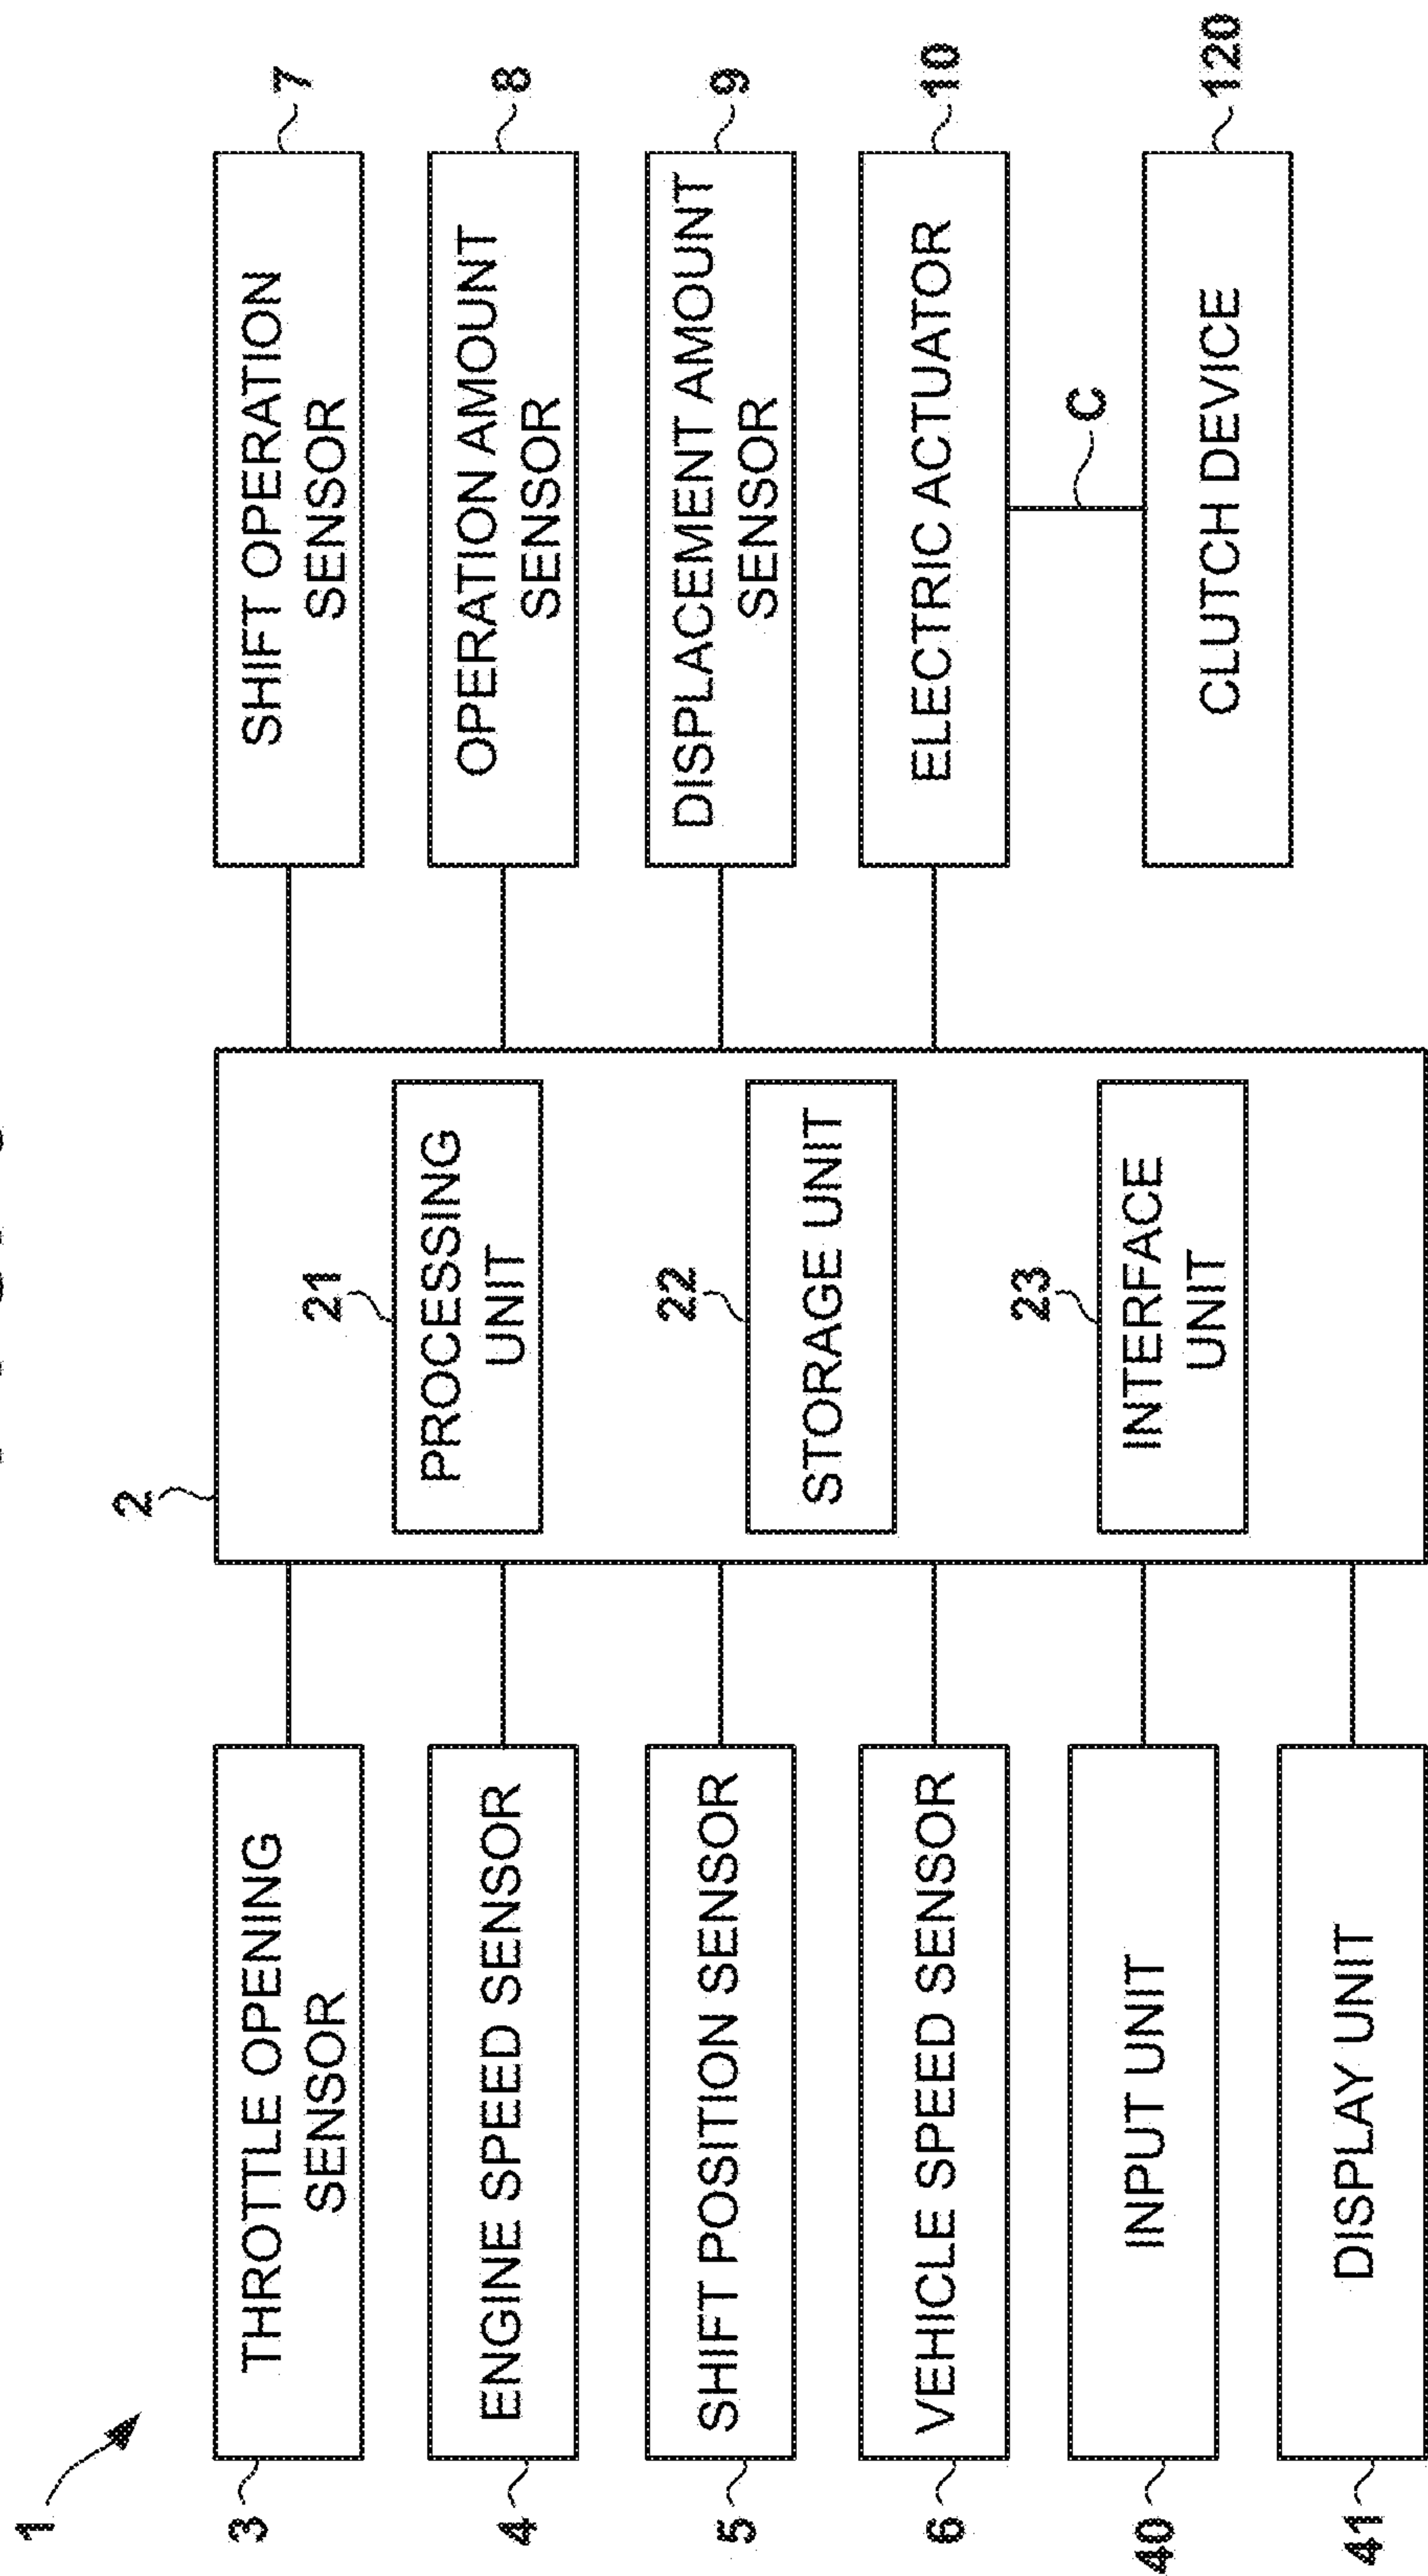 1
3
THROTTLE OPENING
SENSOR
4
ENGINE SPEED SENSOR
5
SHIFT POSITION SENSOR
6
VEHICLE SPEED SENSOR
40
INPUT UNIT
41
DISPLAY UNIT
2
21
PROCESSING
UNIT
22
STORAGE UNIT
23
INTERFACE
UNIT
7
SHIFT OPERATION
SENSOR
8
OPERATION AMOUNT
SENSOR
9
DISPLACEMENT AMOUNT
SENSOR
10
ELECTRIC ACTUATOR
C
120
CLUTCH DEVICE